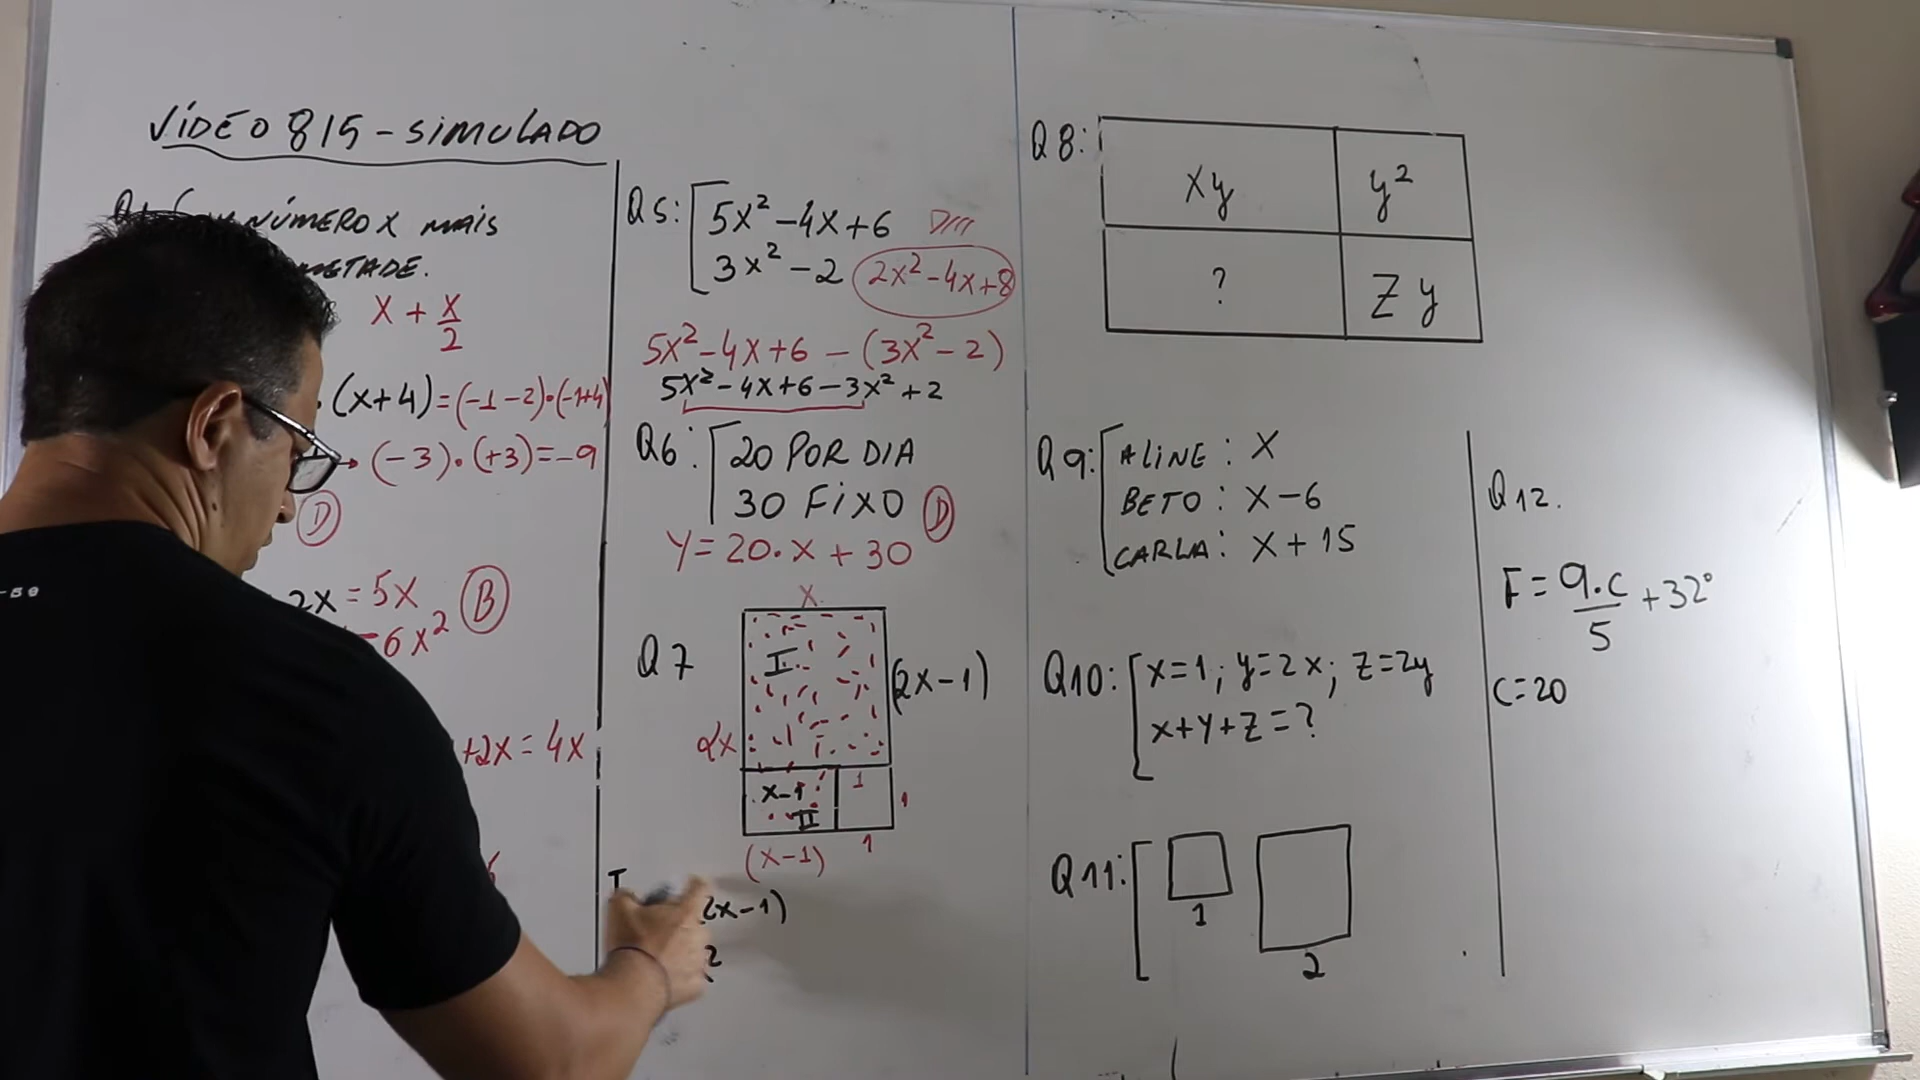 VÍDEO 815 - SIMULADO
NÚMERO X MAIS
METADE.
X + X/2
. (x+4) = (-1-2)•(-1+4)
→ (-3)•(+3) = -9
D
2x = 5x
= 6x²
B
+2x = 4x
Q5: [ 5x² - 4x + 6
3x² - 2
2x² - 4x + 8
5x² - 4x + 6 - (3x² - 2)
5x² - 4x + 6 - 3x² + 2
Q6: [ 20 POR DIA
30 FIXO
D
Y = 20•X + 30
Q7
X
I
(2x-1)
2x
x-1
II
1
1
(x-1)
1
I
(2x-1)
2
Q8:
xy
y²
?
Zy
Q9: [ ALINE: X
BETO: X-6
CARLA: X+15
Q10: [ x=1; y=2x; z=2y
x+y+z=?
Q11: [
1
2
Q12.
F = 9.c/5 + 32°
C=20